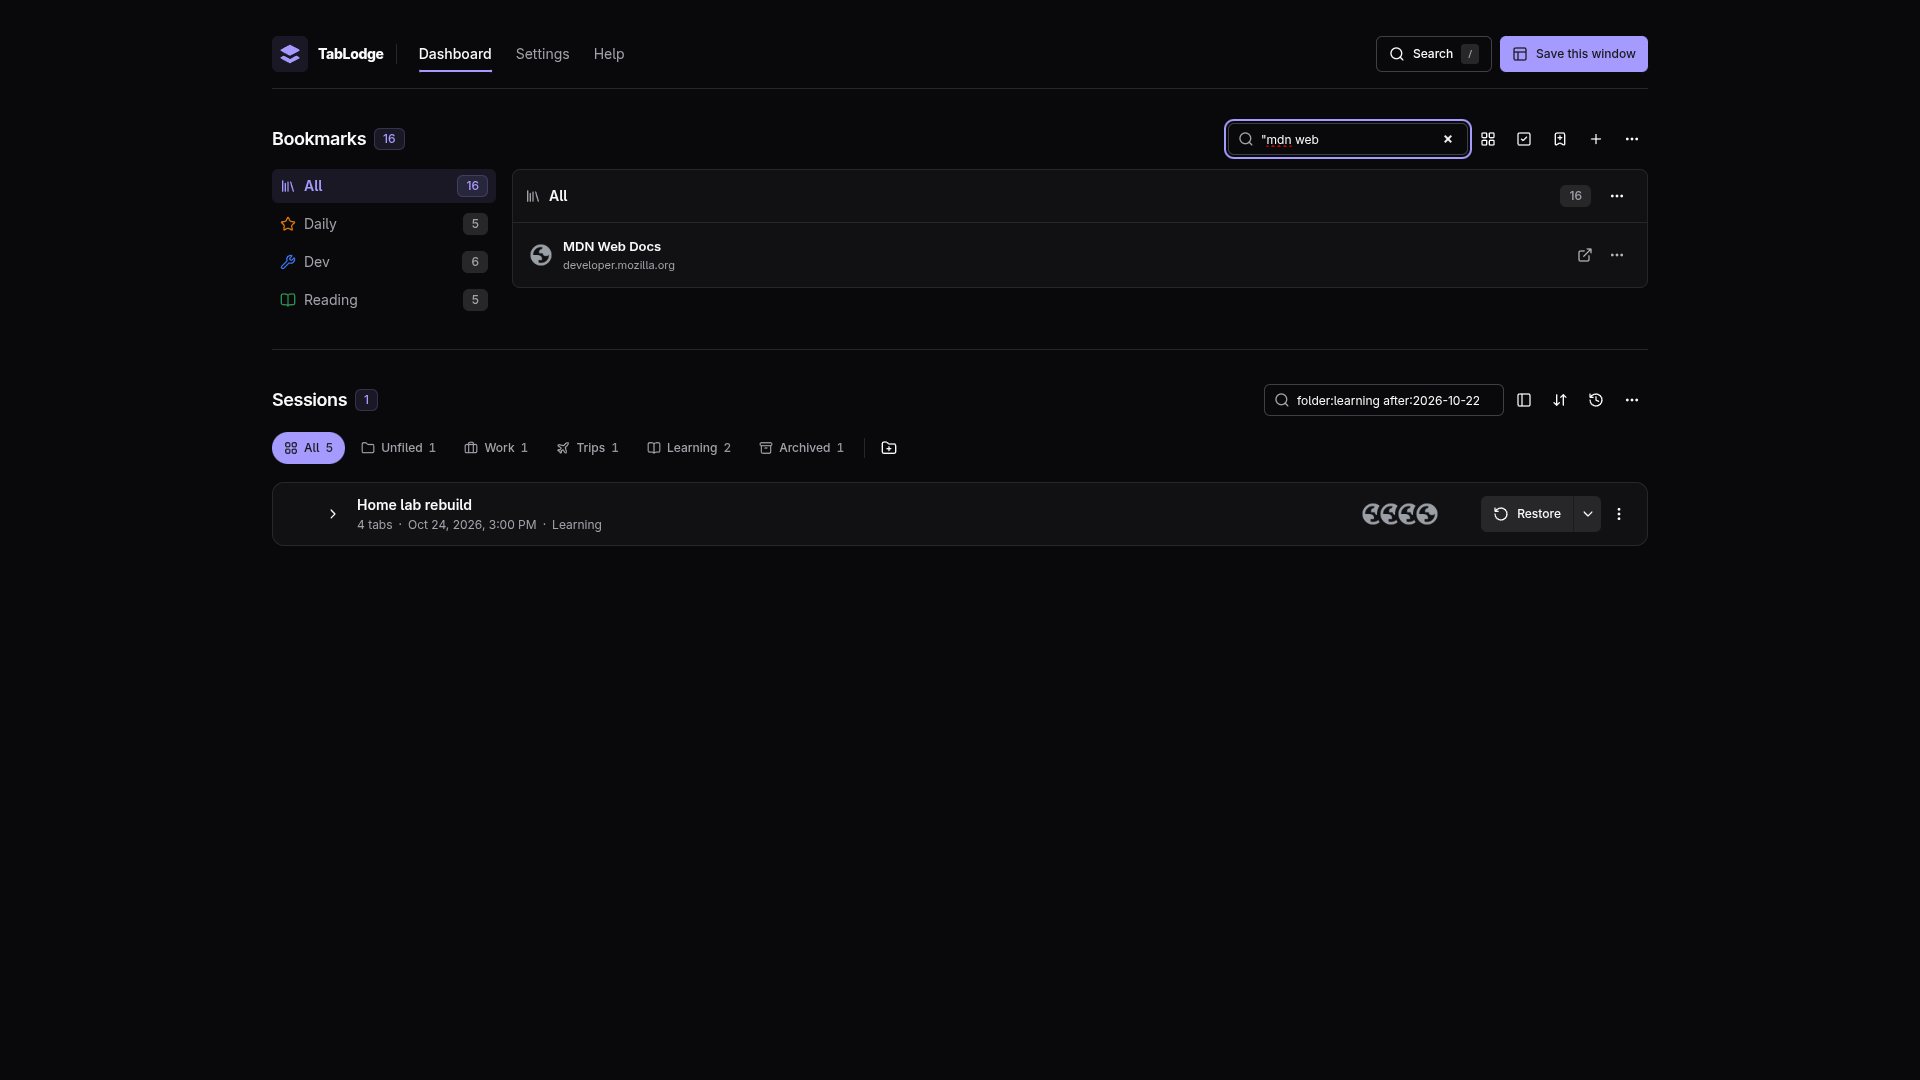 TabLodge
Dashboard
Settings
Help
Search /
Save this window
Bookmarks 16
"mdn web
All 16
Daily 5
Dev 6
Reading 5
All 16
MDN Web Docs
developer.mozilla.org
Sessions 1
folder:learning after:2026-10-22
All 5
Unfiled 1
Work 1
Trips 1
Learning 2
Archived 1
Home lab rebuild
4 tabs · Oct 24, 2026, 3:00 PM · Learning
Restore